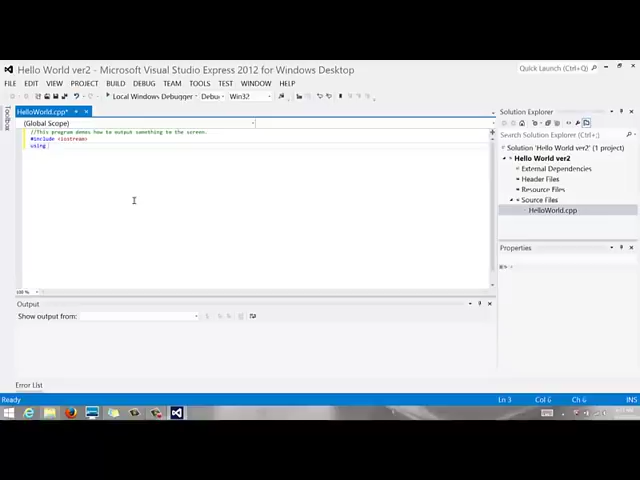 Hello World ver2 - Microsoft Visual Studio Express 2012 for Windows Desktop
Quick Launch (Ctrl+Q)
FILE EDIT VIEW PROJECT BUILD DEBUG TEAM TOOLS TEST WINDOW HELP
Local Windows Debugger Debu Win32
Toolbox
HelloWorld.cpp*
(Global Scope)
//This program demos how to output something to the screen.
#include <iostream>
using
100 %
Solution Explorer
Search Solution Explorer (Ctrl+;)
Solution 'Hello World ver2' (1 project)
Hello World ver2
External Dependencies
Header Files
Resource Files
Source Files
HelloWorld.cpp
Properties
Output
Show output from:
Error List
Ready Ln 3 Col 6 Ch 6 INS